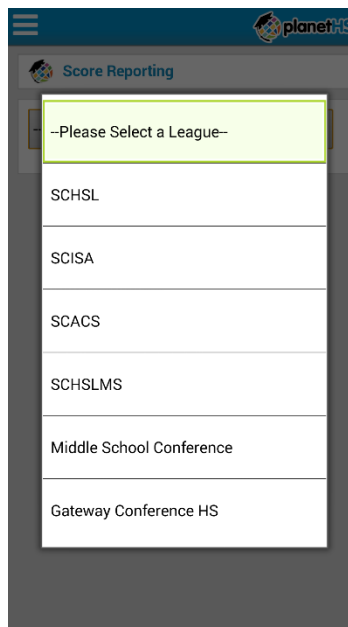 planetHS
Score Reporting
--Please Select a League--
SCHSL
SCISA
SCACS
SCHSLMS
Middle School Conference
Gateway Conference HS